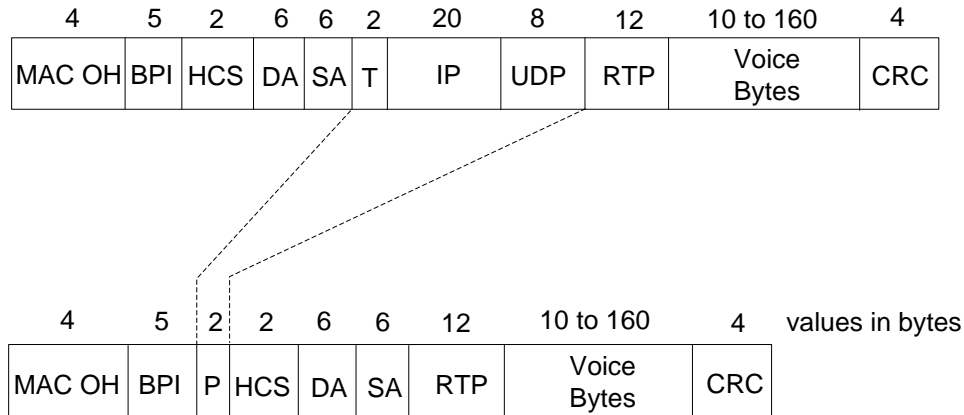 4 5 2 6 6 2 20 8 12 10 to 160 4
MAC OH BPI HCS DA SA T IP UDP RTP Voice Bytes CRC
4 5 2 2 6 6 12 10 to 160 4 values in bytes
MAC OH BPI P HCS DA SA RTP Voice Bytes CRC